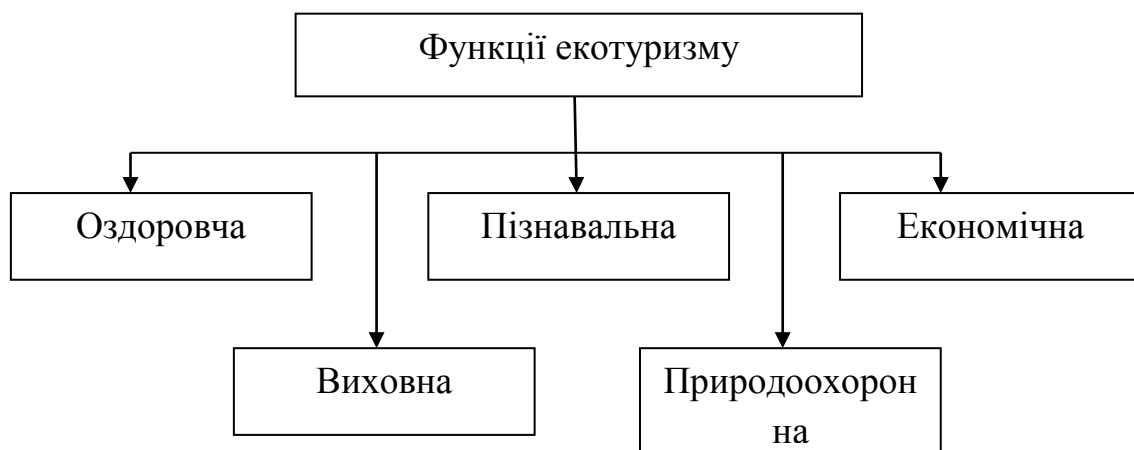 Функції екотуризму
Оздоровча
Пізнавальна
Економічна
Виховна
Природоохорон
на